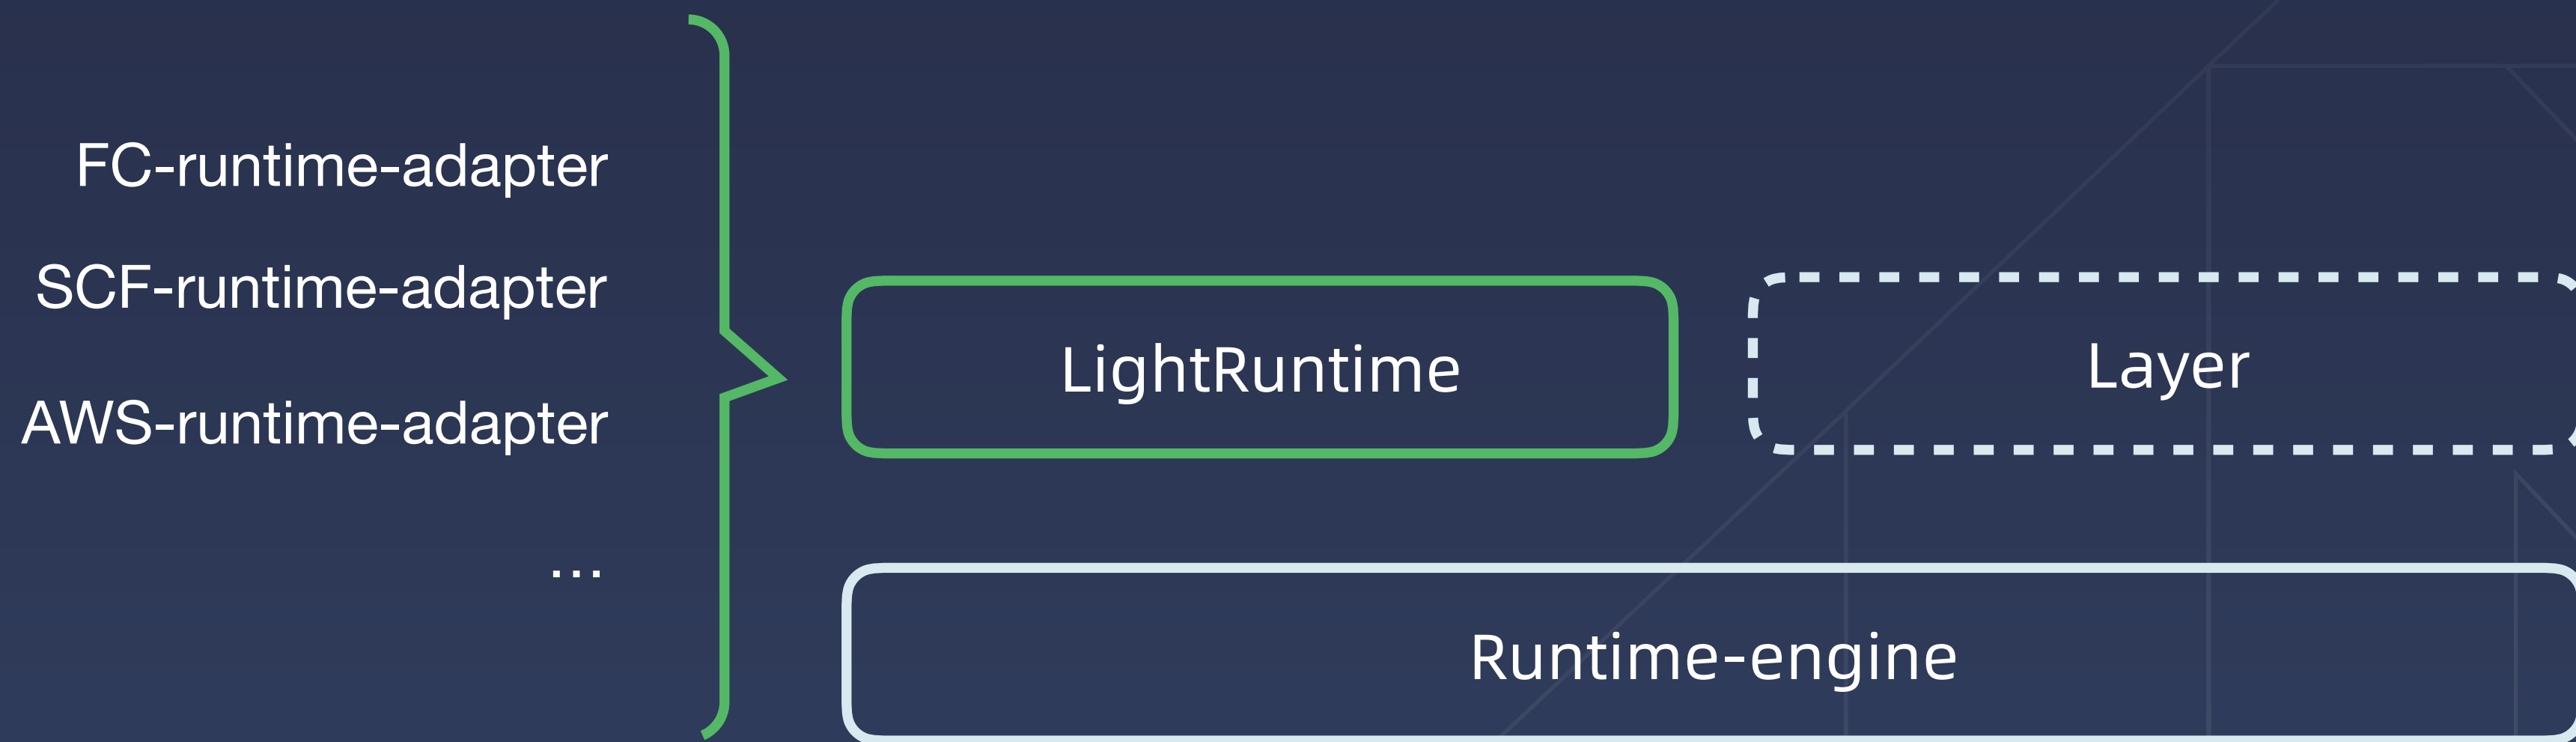 FC-runtime-adapter
SCF-runtime-adapter
AWS-runtime-adapter
...
LightRuntime
Layer
Runtime-engine